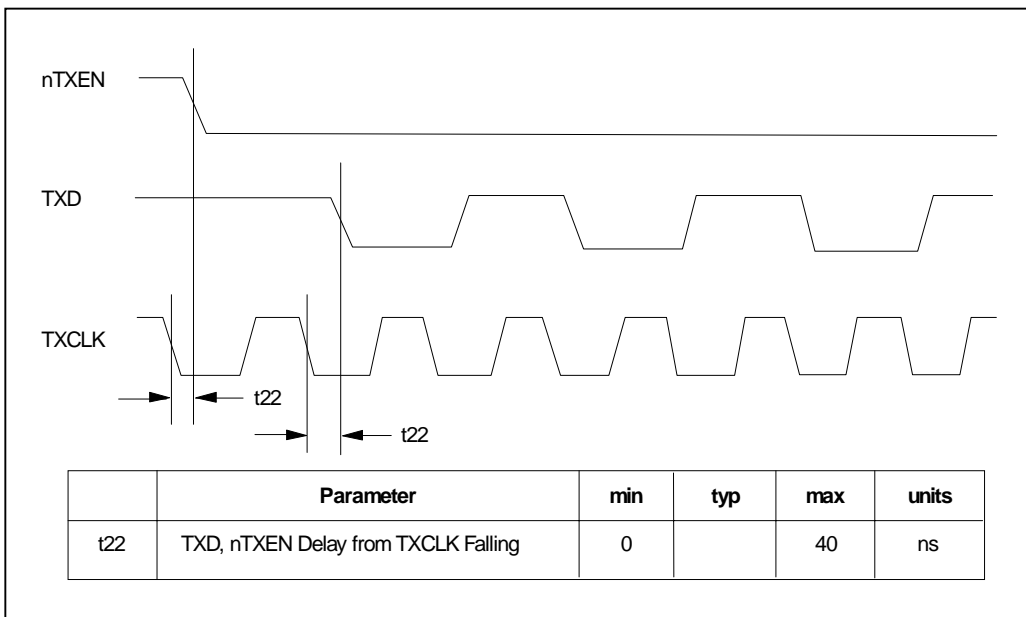 nTXEN
TXD
TXCLK
t22
t22
Parameter min typ max units
t22 TXD, nTXEN Delay from TXCLK Falling 0 40 ns